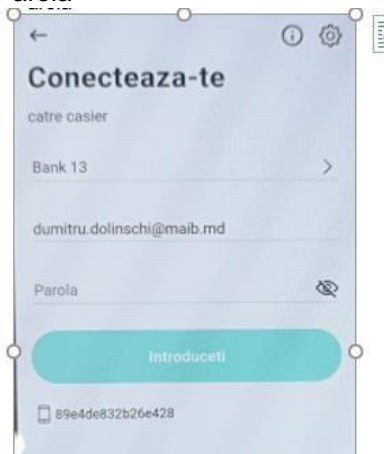 Conecteaza-te
catre casier
Bank 13
dumitru.dolinschi@maib.md
Parola
Introduceti
89e4de832b26e428